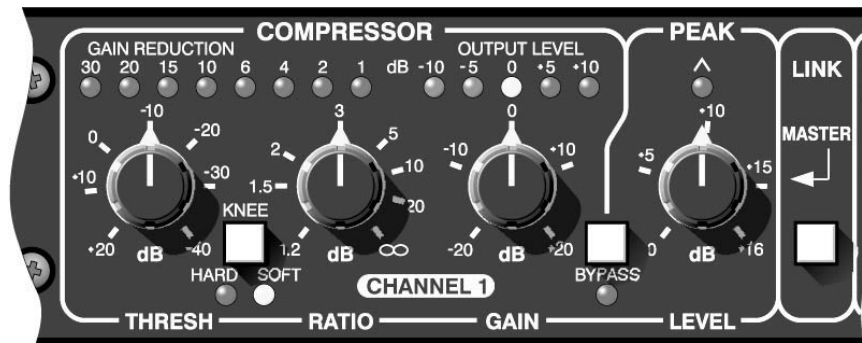 COMPRESSOR
PEAK
GAIN REDUCTION
OUTPUT LEVEL
30 20 15 10 6 4 2 1 dB -10 -5 0 +5 +10
LINK
-10 3 0 +10
0 -20 2 5 -10 +10 +5 +15
MASTER
+10 -30 1.5 10
20
KNEE
+20 dB -40 1.2 dB ∞ -20 dB +20 0 dB +16
HARD SOFT
CHANNEL 1
BYPASS
THRESH RATIO GAIN LEVEL